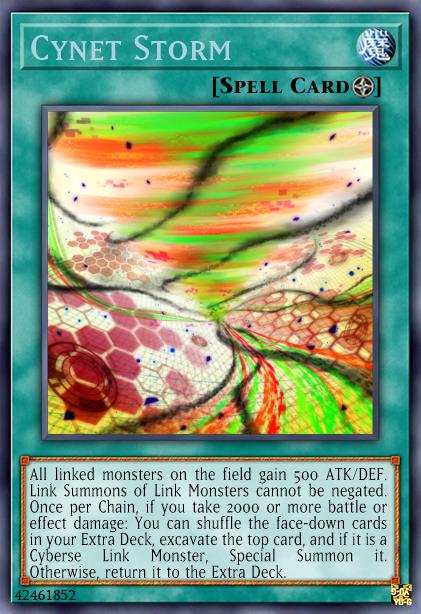 Cynet Storm
[Spell Card]
All linked monsters on the field gain 500 ATK/DEF.
Link Summons of Link Monsters cannot be negated.
Once per Chain, if you take 2000 or more battle or
effect damage: You can shuffle the face-down cards
in your Extra Deck, excavate the top card, and if it is a
Cyberse Link Monster, Special Summon it.
Otherwise, return it to the Extra Deck.
42461852